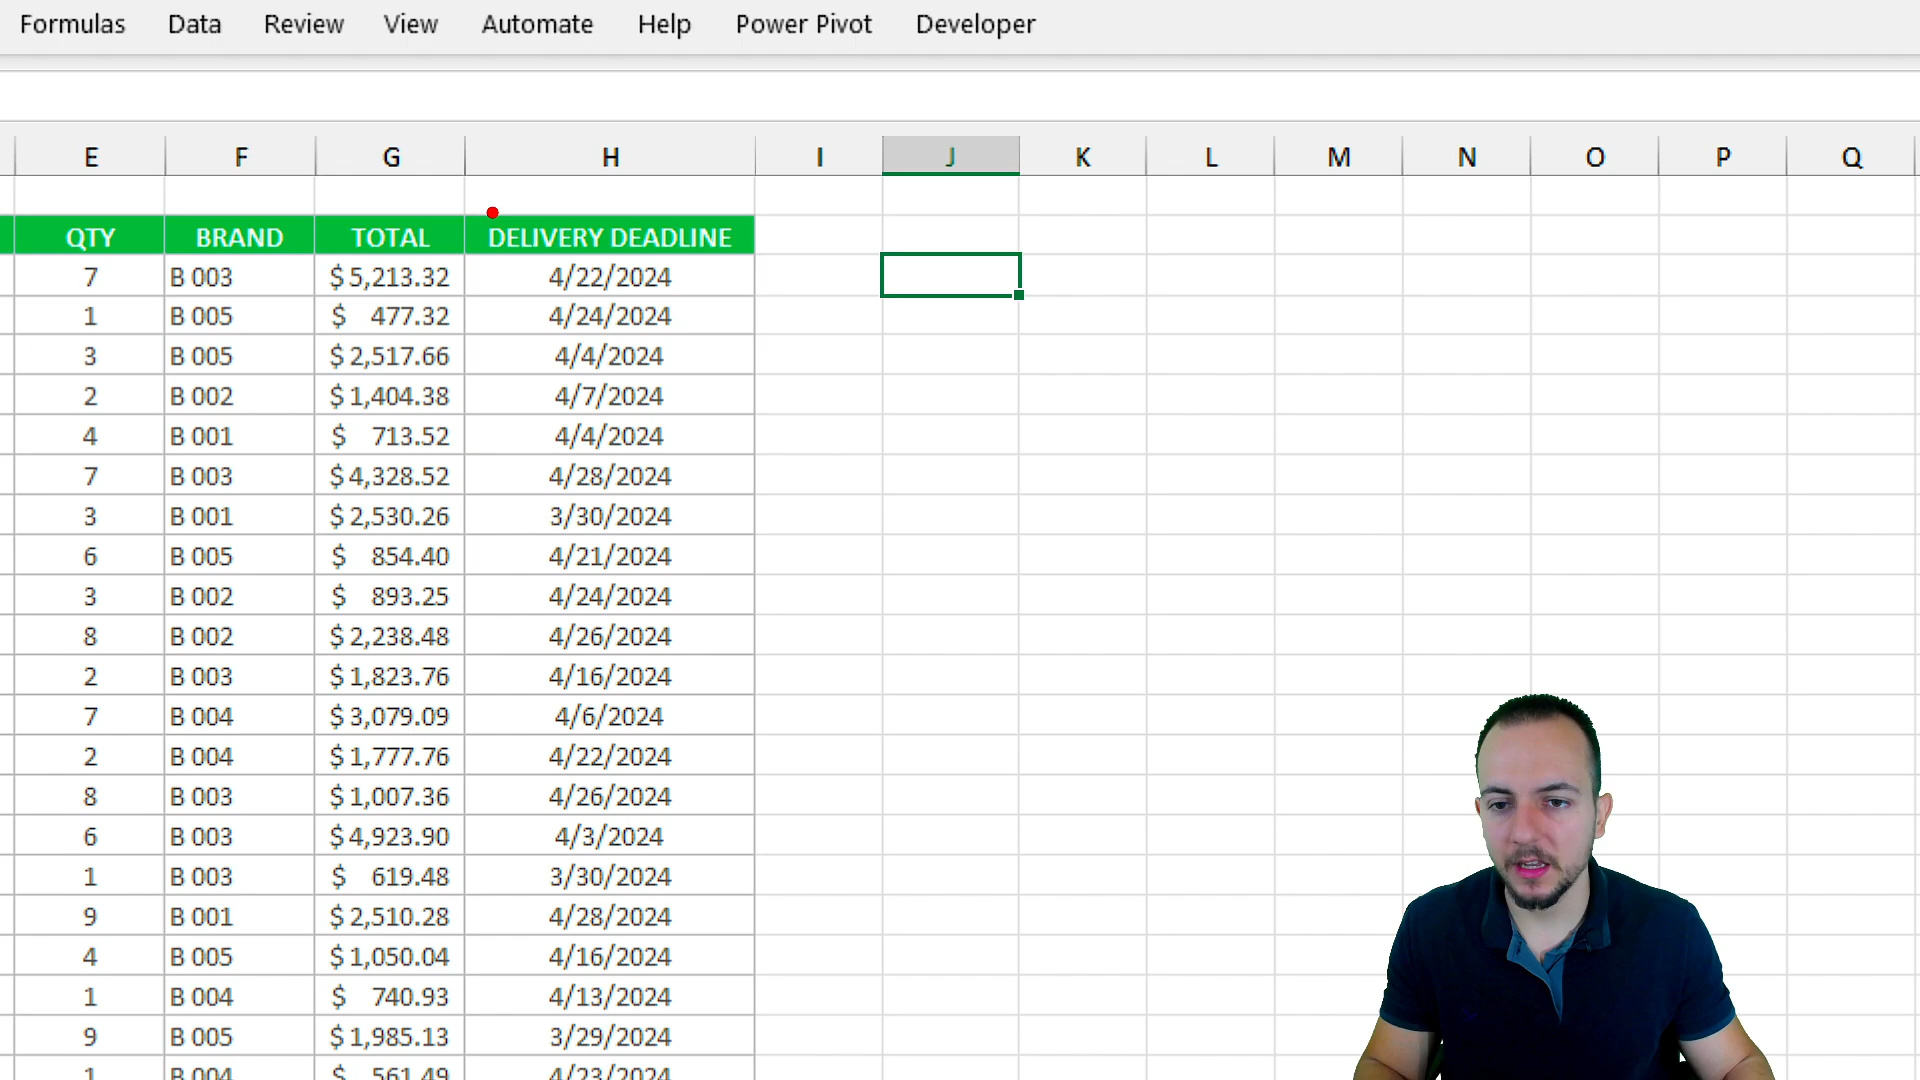 Formulas Data Review View Automate Help Power Pivot Developer
E F G H I J K L M N O P Q
QTY BRAND TOTAL DELIVERY DEADLINE
7 B 003 $ 5,213.32 4/22/2024
1 B 005 $ 477.32 4/24/2024
3 B 005 $ 2,517.66 4/4/2024
2 B 002 $ 1,404.38 4/7/2024
4 B 001 $ 713.52 4/4/2024
7 B 003 $ 4,328.52 4/28/2024
3 B 001 $ 2,530.26 3/30/2024
6 B 005 $ 854.40 4/21/2024
3 B 002 $ 893.25 4/24/2024
8 B 002 $ 2,238.48 4/26/2024
2 B 003 $ 1,823.76 4/16/2024
7 B 004 $ 3,079.09 4/6/2024
2 B 004 $ 1,777.76 4/22/2024
8 B 003 $ 1,007.36 4/26/2024
6 B 003 $ 4,923.90 4/3/2024
1 B 003 $ 619.48 3/30/2024
9 B 001 $ 2,510.28 4/28/2024
4 B 005 $ 1,050.04 4/16/2024
1 B 004 $ 740.93 4/13/2024
9 B 005 $ 1,985.13 3/29/2024
1 B 004 $ 561.49 4/23/2024